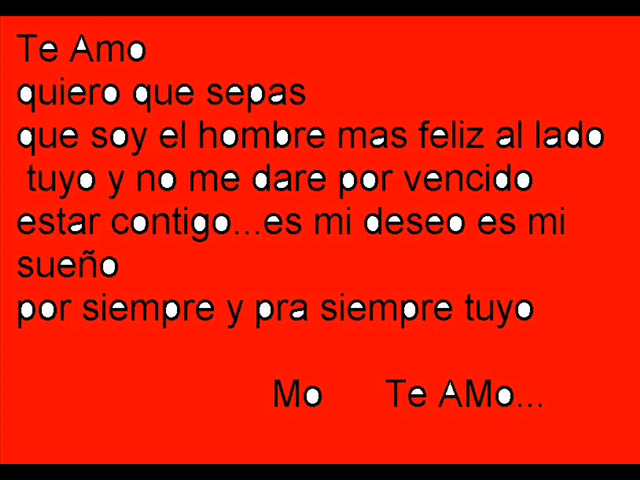 Te Amo
quiero que sepas
que soy el hombre mas feliz al lado
tuyo y no me dare por vencido
estar contigo...es mi deseo es mi
sueño
por siempre y pra siempre tuyo
Mo Te AMo...